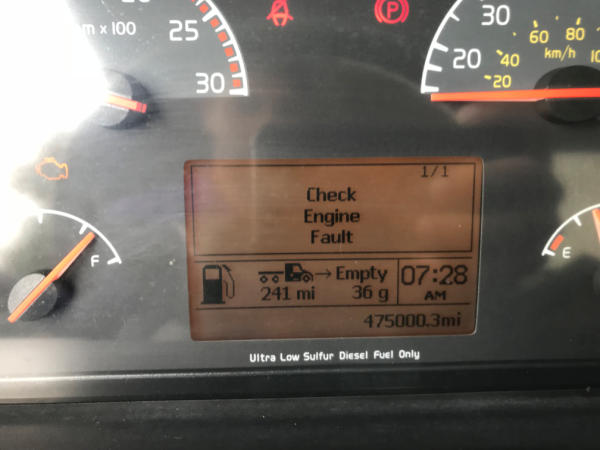 30
20
60
80
km/h
40
10
20
m x 100
25
30
P
F
E
1/1
Check
Engine
Fault
→ Empty
241 mi 36 g
07:28
AM
475000.3mi
Ultra Low Sulfur Diesel Fuel Only